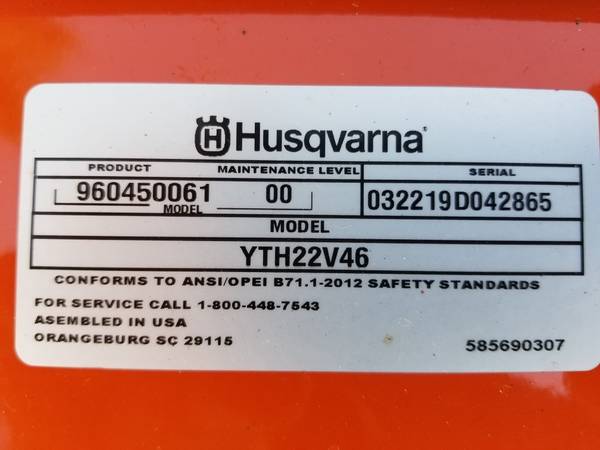 Husqvarna
PRODUCT MAINTENANCE LEVEL SERIAL
960450061 00 032219D042865
MODEL
MODEL
YTH22V46
CONFORMS TO ANSI/OPEI B71.1-2012 SAFETY STANDARDS
FOR SERVICE CALL 1-800-448-7543
ASEMBLED IN USA
ORANGEBURG SC 29115 585690307